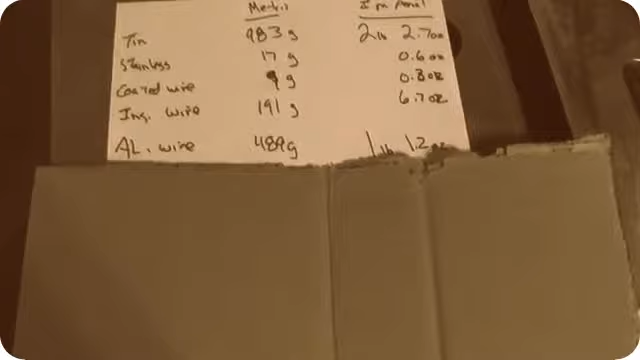 Metric Imperial
Tin 983 g 2 lb 2.7 oz
Stainless 17 g 0.6 oz
Coated wire 9 g 0.3 oz
Ins. wire 191 g 6.7 oz
AL. wire 489 g 1 lb 1.2 oz